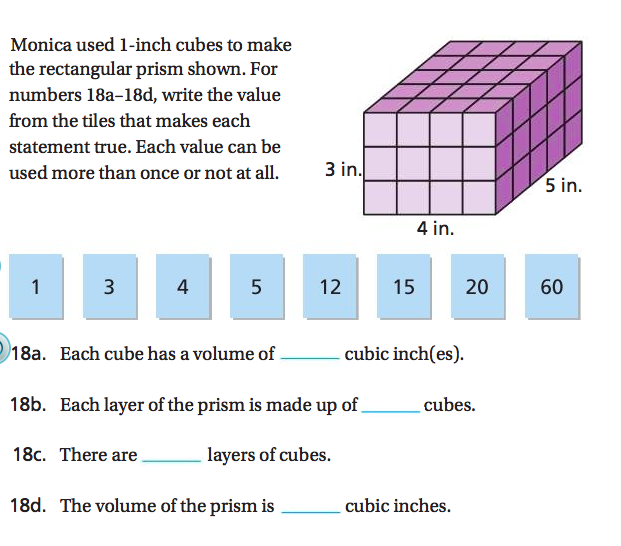 Monica used 1-inch cubes to make
the rectangular prism shown. For
numbers 18a–18d, write the value
from the tiles that makes each
statement true. Each value can be
used more than once or not at all.
3 in.
5 in.
4 in.
1 3 4 5 12 15 20 60
18a. Each cube has a volume of ______ cubic inch(es).
18b. Each layer of the prism is made up of ______ cubes.
18c. There are ______ layers of cubes.
18d. The volume of the prism is ______ cubic inches.